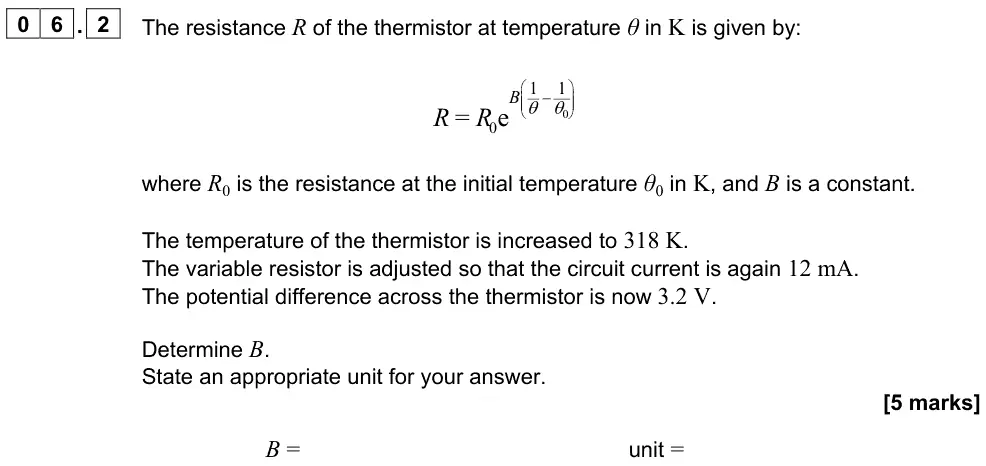 06.2 The resistance R of the thermistor at temperature θ in K is given by:
R = R₀e^B(1/θ − 1/θ₀)
where R₀ is the resistance at the initial temperature θ₀ in K, and B is a constant.
The temperature of the thermistor is increased to 318 K.
The variable resistor is adjusted so that the circuit current is again 12 mA.
The potential difference across the thermistor is now 3.2 V.
Determine B.
State an appropriate unit for your answer.
[5 marks]
B = unit =